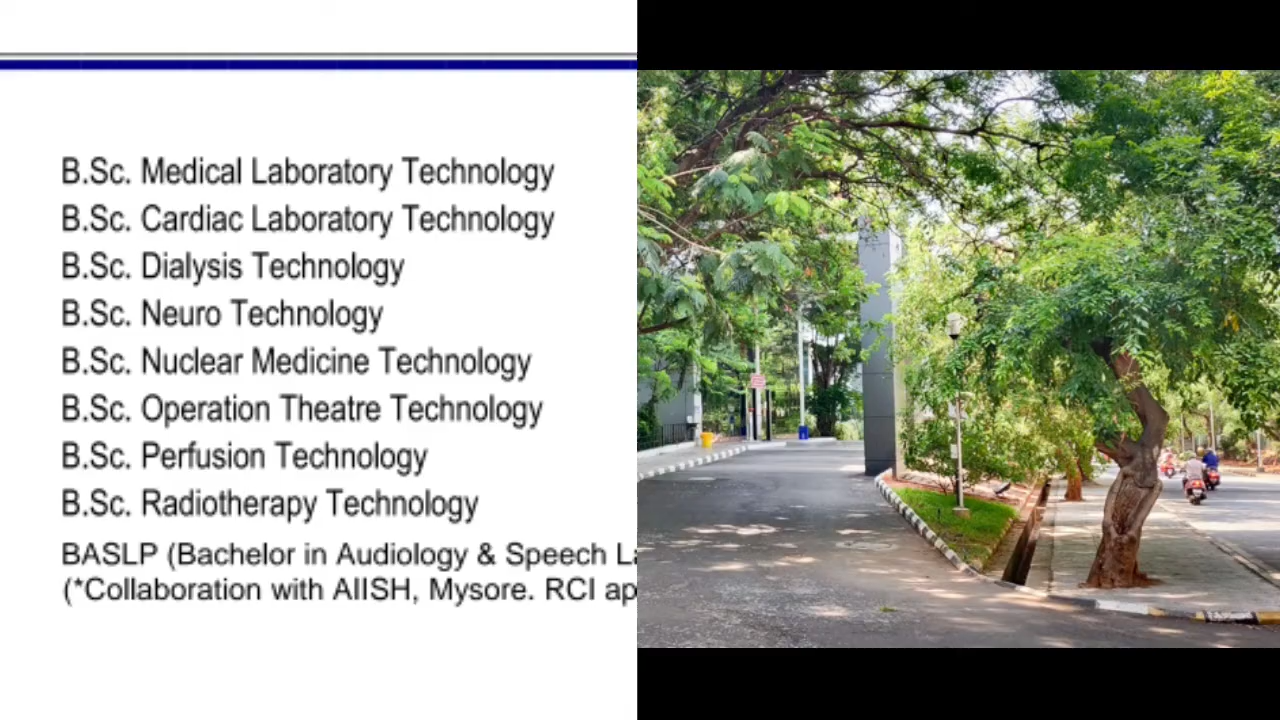 B.Sc. Medical Laboratory Technology
B.Sc. Cardiac Laboratory Technology
B.Sc. Dialysis Technology
B.Sc. Neuro Technology
B.Sc. Nuclear Medicine Technology
B.Sc. Operation Theatre Technology
B.Sc. Perfusion Technology
B.Sc. Radiotherapy Technology
BASLP (Bachelor in Audiology & Speech La
(*Collaboration with AIISH, Mysore. RCI ap